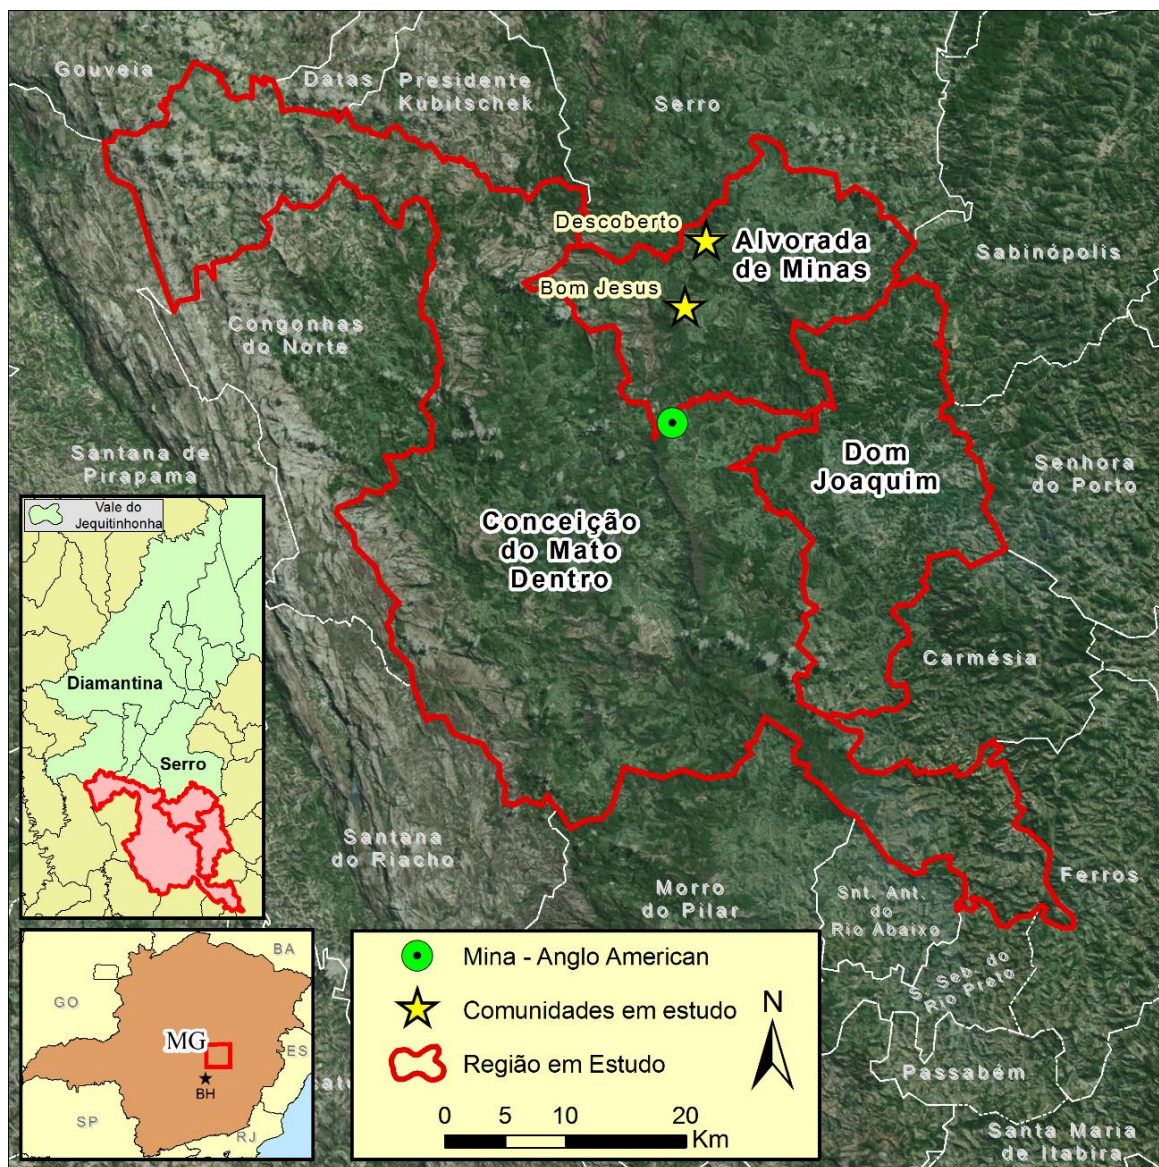 Gouveia
Datas
Presidente
Kubitschek
Serro
Descoberto
Alvorada
de Minas
Sabinópolis
Bom Jesus
Congonhas
do Norte
Santana de
Pirapama
Dom
Joaquim
Senhora
do Porto
Conceição
do Mato
Dentro
Carmésia
Vale do
Jequitinhonha
Diamantina
Serro
Santana
do Riacho
Morro
do Pilar
Snt. Ant.
do
Rio Abaixo
Ferros
S. Seb. do
Rio Preto
Passabém
Santa Maria
de Itabira
BA
GO
MG
ES
BH
SP
RJ
Mina - Anglo American
Comunidades em estudo
Região em Estudo
N
0 5 10 20
Km